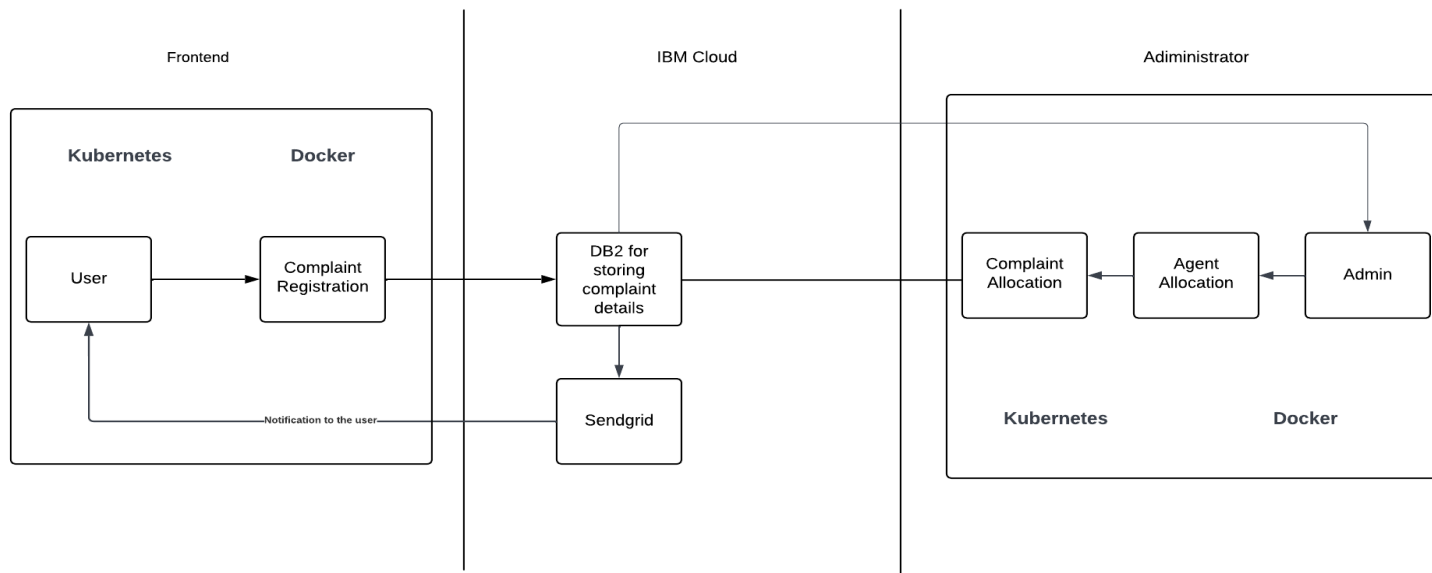 Frontend
IBM Cloud
Adiministrator
Kubernetes
Docker
User
Complaint
Registration
DB2 for
storing
complaint
details
Complaint
Allocation
Agent
Allocation
Admin
Notification to the user
Sendgrid
Kubernetes
Docker